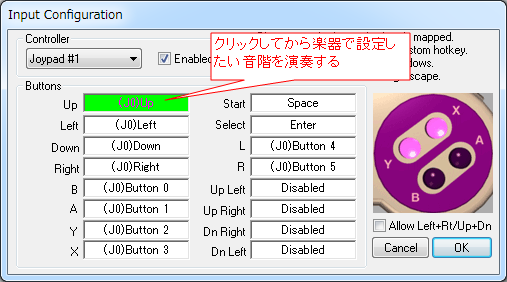 Input Configuration
Controller
Joypad #1
Enabled
クリックしてから楽器で設定し
たい音階を演奏する
mapped.
stom hotkey.
dows.
scape.
Buttons
Up (J0)Up Start Space
Left (J0)Left Select Enter
Down (J0)Down L (J0)Button 4
Right (J0)Right R (J0)Button 5
B (J0)Button 0 Up Left Disabled
A (J0)Button 1 Up Right Disabled
Y (J0)Button 2 Dn Right Disabled
X (J0)Button 3 Dn Left Disabled
X
A
Y
B
Allow Left+Rt/Up+Dn
Cancel OK